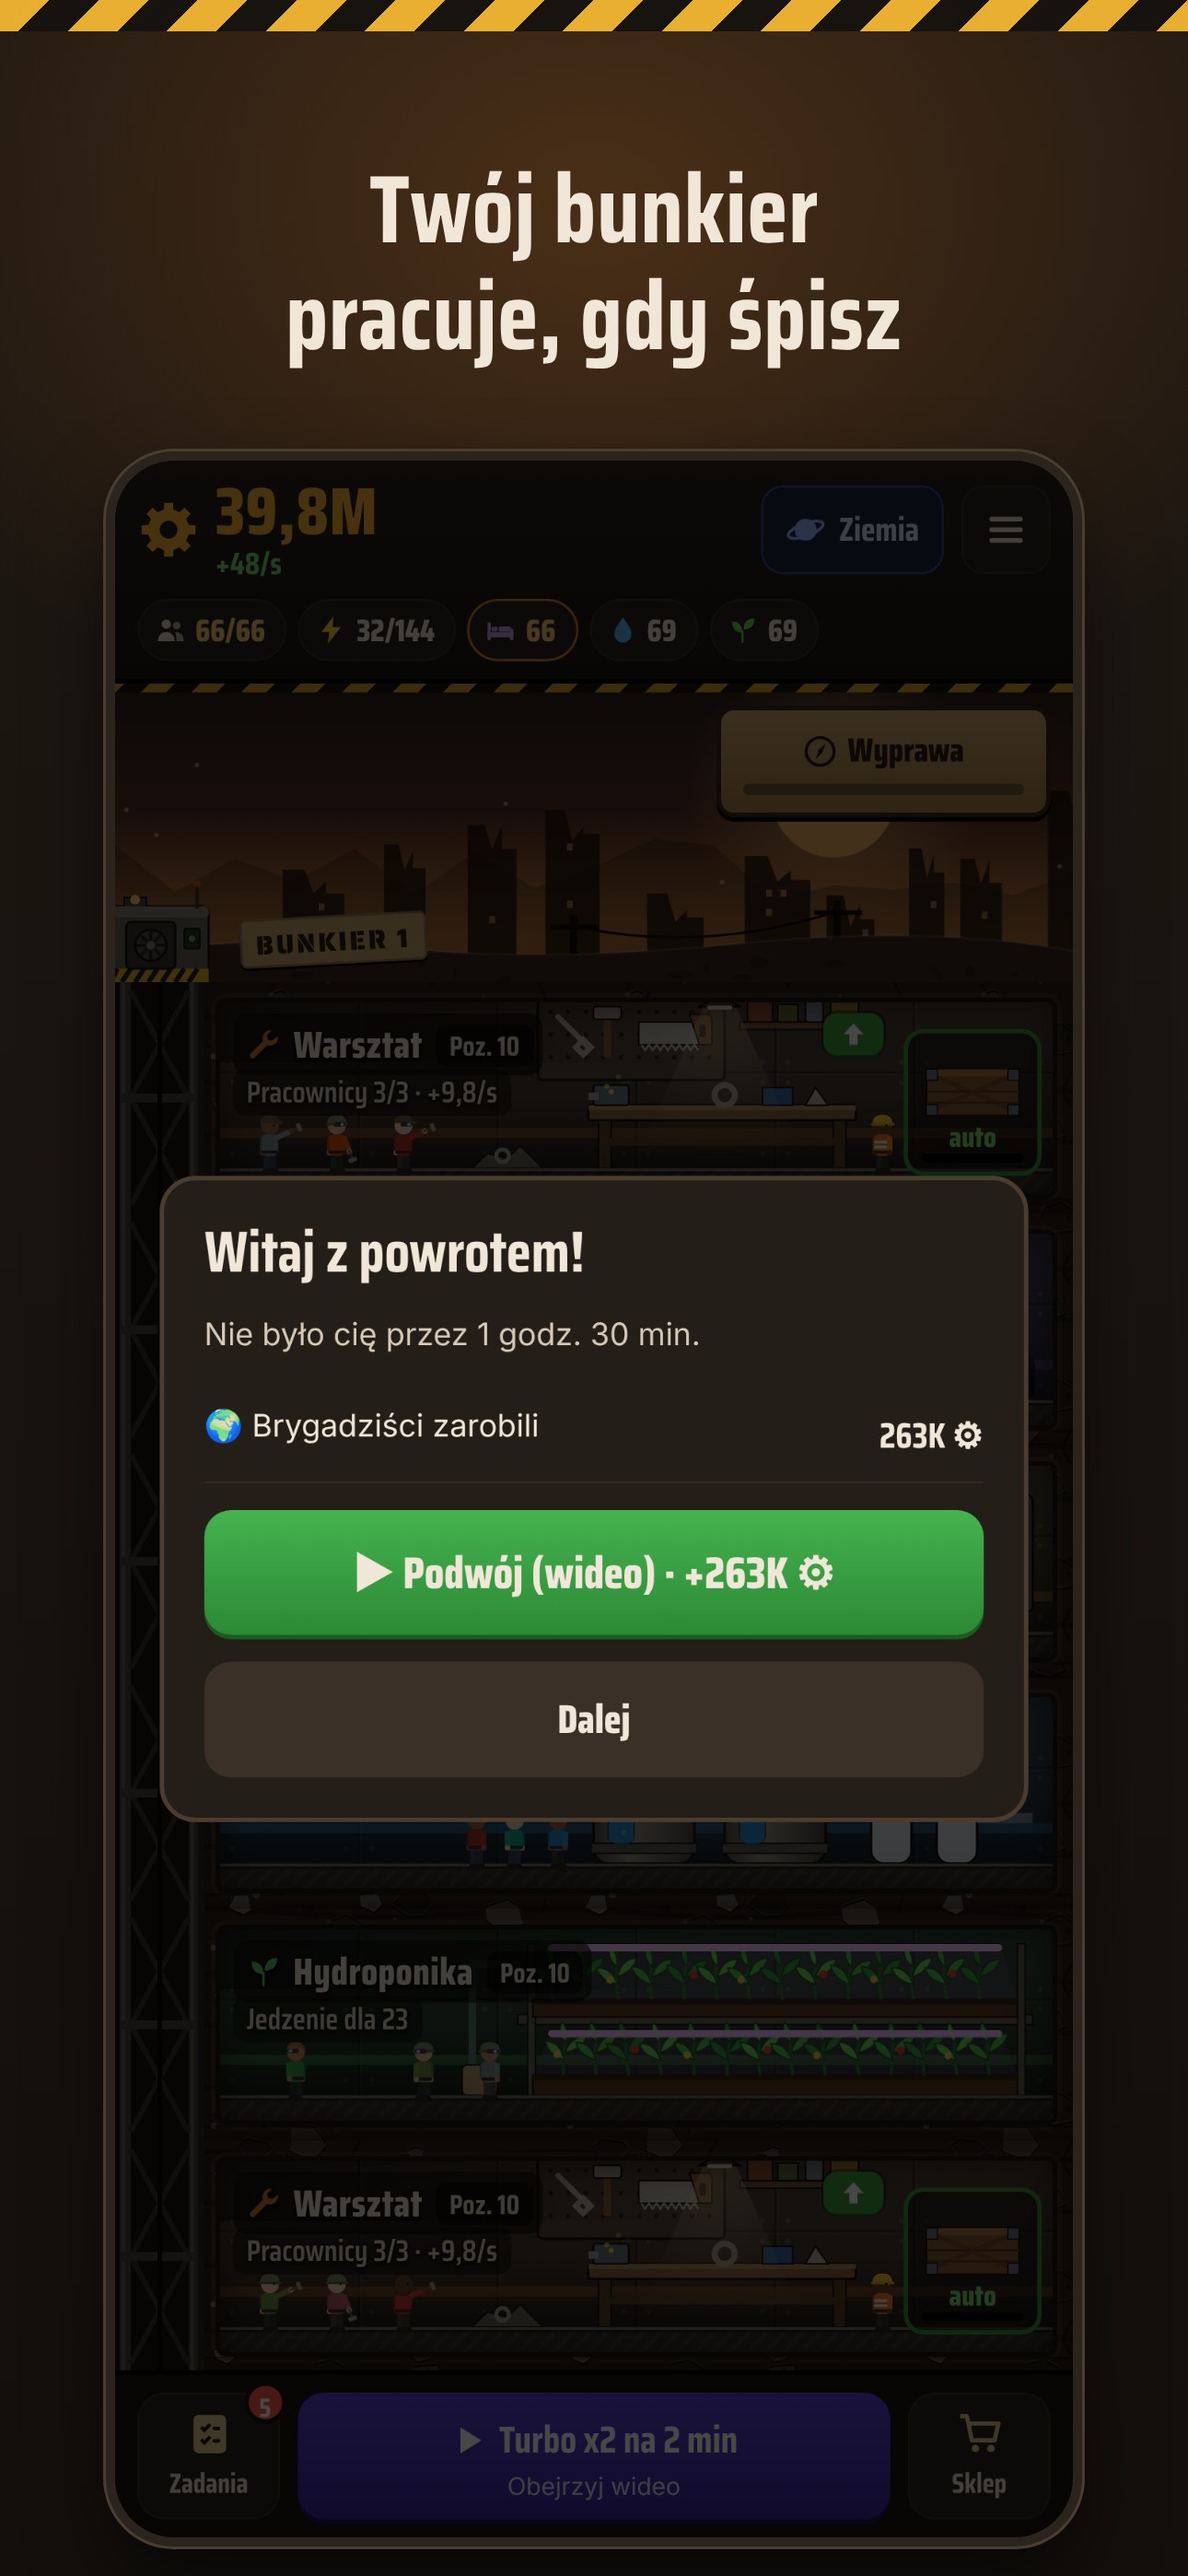 Twój bunkier
pracuje, gdy śpisz
39,8M
+48/s
Ziemia
66/66
32/144
66
69
69
Wyprawa
BUNKIER 1
Warsztat Poz. 10
Pracownicy 3/3 · +9,8/s
auto
Witaj z powrotem!
Nie było cię przez 1 godz. 30 min.
Brygadziści zarobili
263K
Podwój (wideo) · +263K
Dalej
Hydroponika Poz. 10
Jedzenie dla 23
Warsztat Poz. 10
Pracownicy 3/3 · +9,8/s
auto
5
Zadania
Turbo x2 na 2 min
Obejrzyj wideo
Sklep